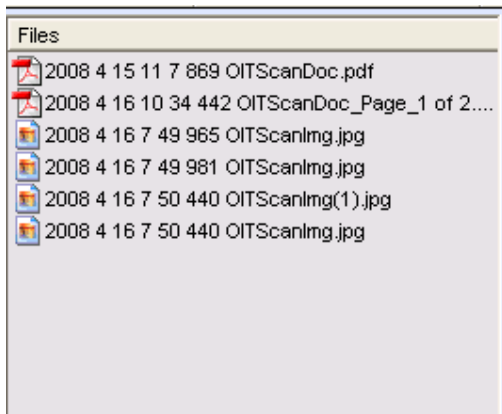 Files
2008 4 15 11 7 869 OITScanDoc.pdf
2008 4 16 10 34 442 OITScanDoc_Page_1 of 2....
2008 4 16 7 49 965 OITScanImg.jpg
2008 4 16 7 49 981 OITScanImg.jpg
2008 4 16 7 50 440 OITScanImg(1).jpg
2008 4 16 7 50 440 OITScanImg.jpg